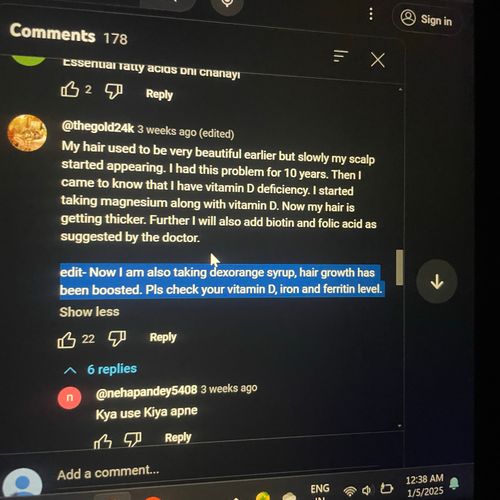 Sign in
Comments 178
Essential fatty acids bhi chahayi
2 Reply
@thegold24k 3 weeks ago (edited)
My hair used to be very beautiful earlier but slowly my scalp
started appearing. I had this problem for 10 years. Then I
came to know that I have vitamin D deficiency. I started
taking magnesium along with vitamin D. Now my hair is
getting thicker. Further I will also add biotin and folic acid as
suggested by the doctor.
edit- Now I am also taking dexorange syrup, hair growth has
been boosted. Pls check your vitamin D, iron and ferritin level.
Show less
22 Reply
6 replies
n
@nehapandey5408 3 weeks ago
Kya use Kiya apne
Reply
Add a comment...
ENG
IN
12:38 AM
1/5/2025